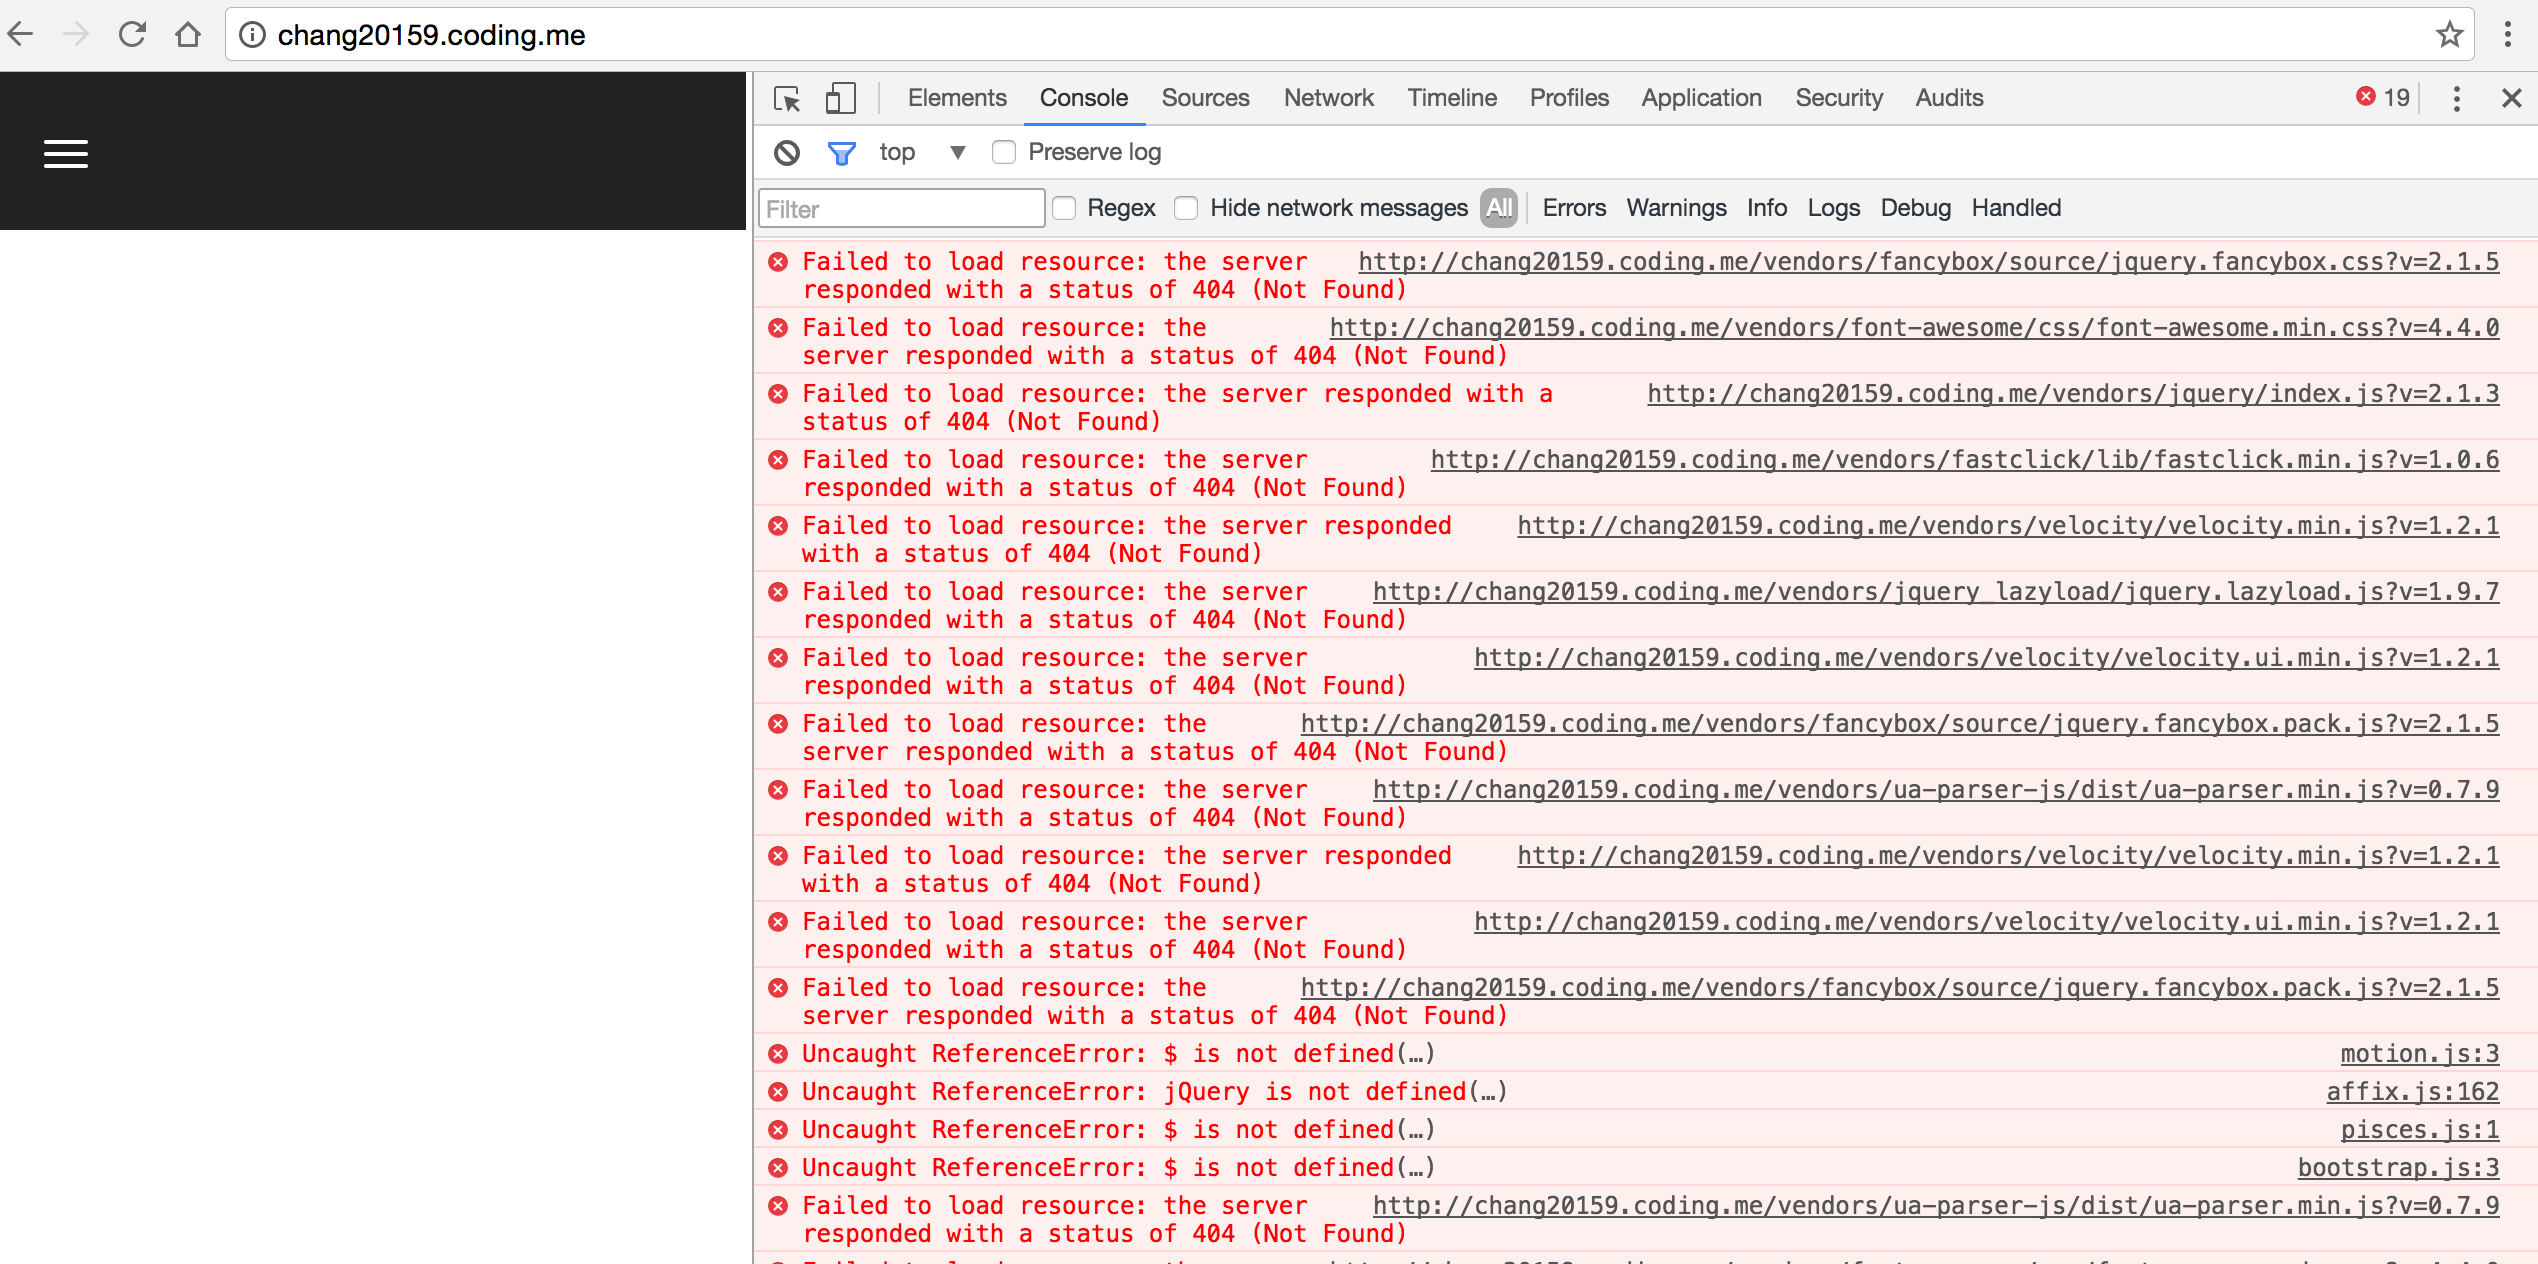 chang20159.coding.me
Elements Console Sources Network Timeline Profiles Application Security Audits 19
top Preserve log
Filter Regex Hide network messages All Errors Warnings Info Logs Debug Handled
Failed to load resource: the server http://chang20159.coding.me/vendors/fancybox/source/jquery.fancybox.css?v=2.1.5
responded with a status of 404 (Not Found)
Failed to load resource: the http://chang20159.coding.me/vendors/font-awesome/css/font-awesome.min.css?v=4.4.0
server responded with a status of 404 (Not Found)
Failed to load resource: the server responded with a http://chang20159.coding.me/vendors/jquery/index.js?v=2.1.3
status of 404 (Not Found)
Failed to load resource: the server http://chang20159.coding.me/vendors/fastclick/lib/fastclick.min.js?v=1.0.6
responded with a status of 404 (Not Found)
Failed to load resource: the server responded http://chang20159.coding.me/vendors/velocity/velocity.min.js?v=1.2.1
with a status of 404 (Not Found)
Failed to load resource: the server http://chang20159.coding.me/vendors/jquery_lazyload/jquery.lazyload.js?v=1.9.7
responded with a status of 404 (Not Found)
Failed to load resource: the server http://chang20159.coding.me/vendors/velocity/velocity.ui.min.js?v=1.2.1
responded with a status of 404 (Not Found)
Failed to load resource: the http://chang20159.coding.me/vendors/fancybox/source/jquery.fancybox.pack.js?v=2.1.5
server responded with a status of 404 (Not Found)
Failed to load resource: the server http://chang20159.coding.me/vendors/ua-parser-js/dist/ua-parser.min.js?v=0.7.9
responded with a status of 404 (Not Found)
Failed to load resource: the server responded http://chang20159.coding.me/vendors/velocity/velocity.min.js?v=1.2.1
with a status of 404 (Not Found)
Failed to load resource: the server http://chang20159.coding.me/vendors/velocity/velocity.ui.min.js?v=1.2.1
responded with a status of 404 (Not Found)
Failed to load resource: the http://chang20159.coding.me/vendors/fancybox/source/jquery.fancybox.pack.js?v=2.1.5
server responded with a status of 404 (Not Found)
Uncaught ReferenceError: $ is not defined(…) motion.js:3
Uncaught ReferenceError: jQuery is not defined(…) affix.js:162
Uncaught ReferenceError: $ is not defined(…) pisces.js:1
Uncaught ReferenceError: $ is not defined(…) bootstrap.js:3
Failed to load resource: the server http://chang20159.coding.me/vendors/ua-parser-js/dist/ua-parser.min.js?v=0.7.9
responded with a status of 404 (Not Found)